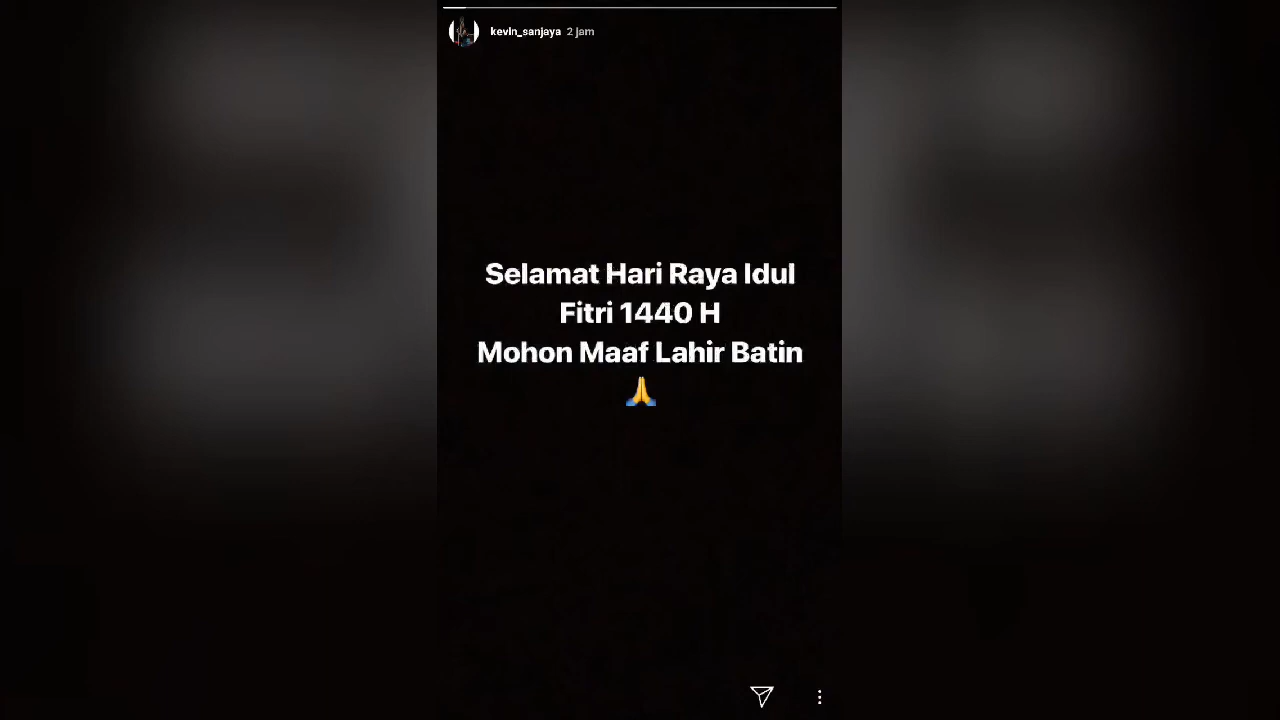 kevin_sanjaya 2 jam
Selamat Hari Raya Idul
Fitri 1440 H
Mohon Maaf Lahir Batin
🙏